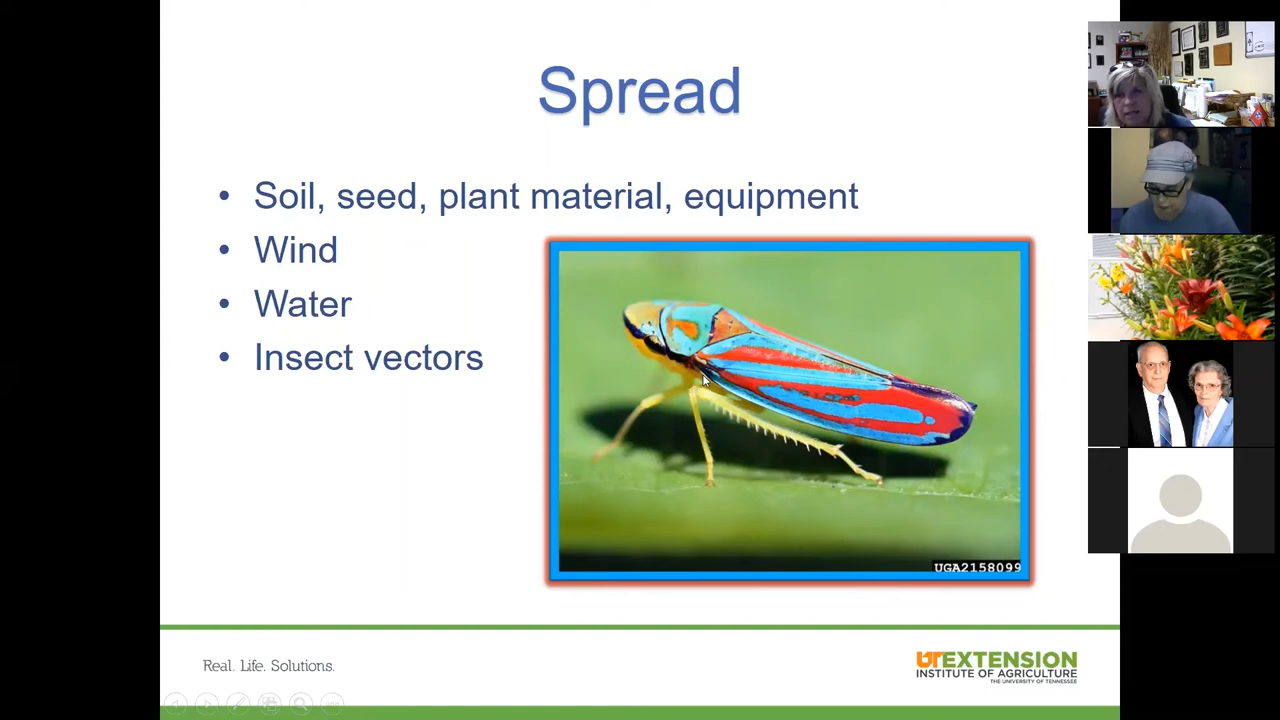 Spread
• Soil, seed, plant material, equipment
• Wind
• Water
• Insect vectors
UGA2158099
Real. Life. Solutions.
UTEXTENSION
INSTITUTE OF AGRICULTURE
THE UNIVERSITY OF TENNESSEE